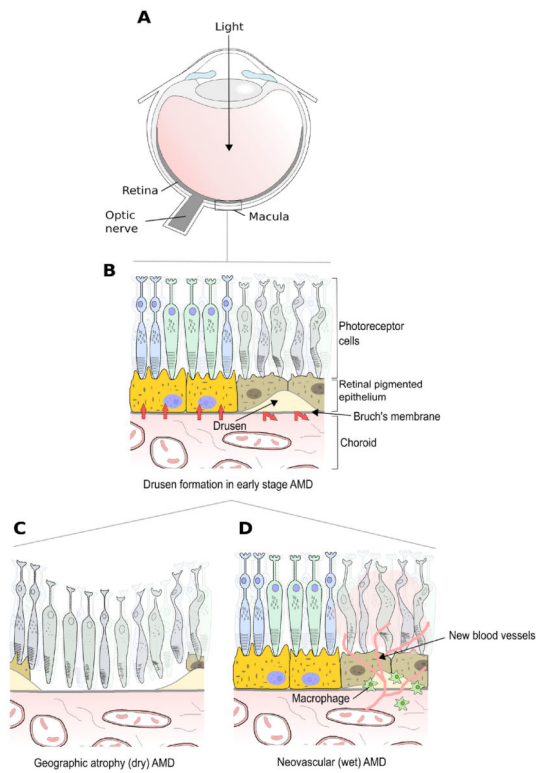 A
Light
Retina
Optic
nerve
Macula
B
Photoreceptor
cells
Retinal pigmented
epithelium
Bruch's membrane
Drusen
Choroid
Drusen formation in early stage AMD
C
D
New blood vessels
Macrophage
Geographic atrophy (dry) AMD
Neovascular (wet) AMD